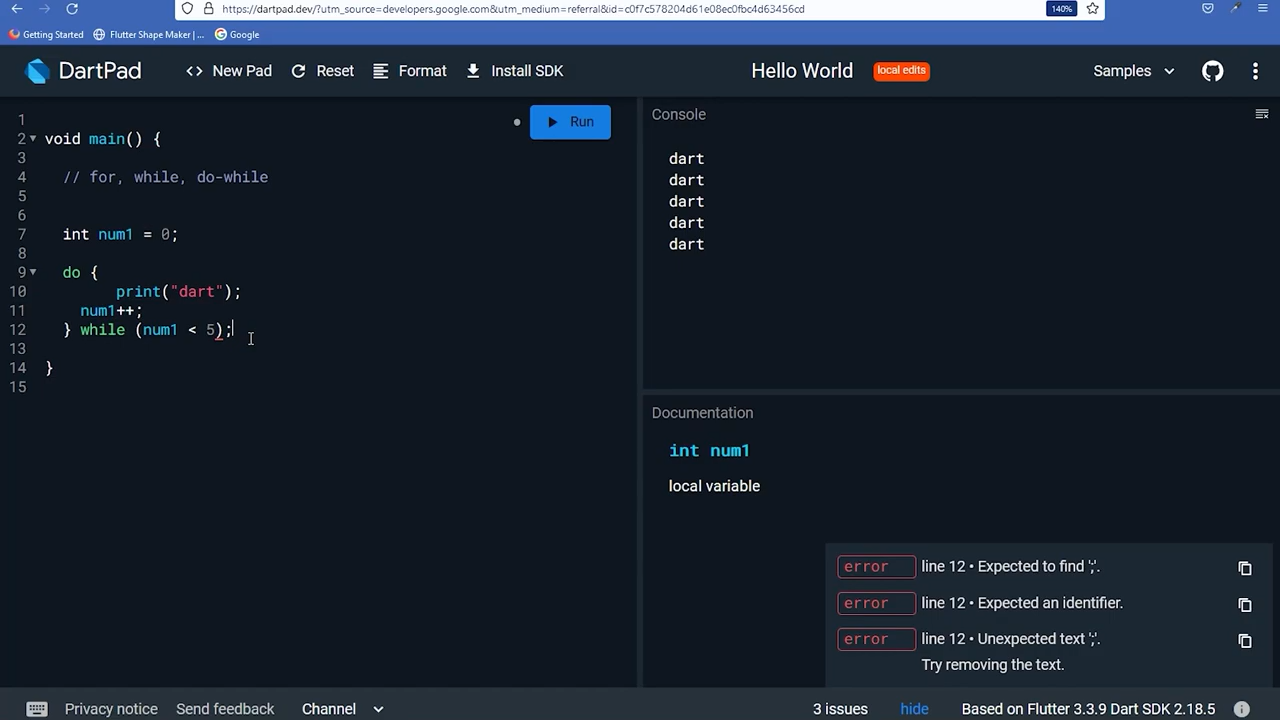 https://dartpad.dev/?utm_source=developers.google.com&utm_medium=referral&id=c0f7c578204d61e08ec0fbc4d63456cd
140%
Getting Started
Flutter Shape Maker | ...
Google
DartPad
<> New Pad
Reset
Format
Install SDK
Hello World
local edits
Samples
1
2 void main() {
3
4 // for, while, do-while
5
6
7 int num1 = 0;
8
9 do {
10 print("dart");
11 num1++;
12 } while (num1 < 5);
13
14 }
15
Run
Console
dart
dart
dart
dart
dart
Documentation
int num1
local variable
error line 12 • Expected to find ';'.
error line 12 • Expected an identifier.
error line 12 • Unexpected text ';'.
Try removing the text.
Privacy notice
Send feedback
Channel
3 issues
hide
Based on Flutter 3.3.9 Dart SDK 2.18.5